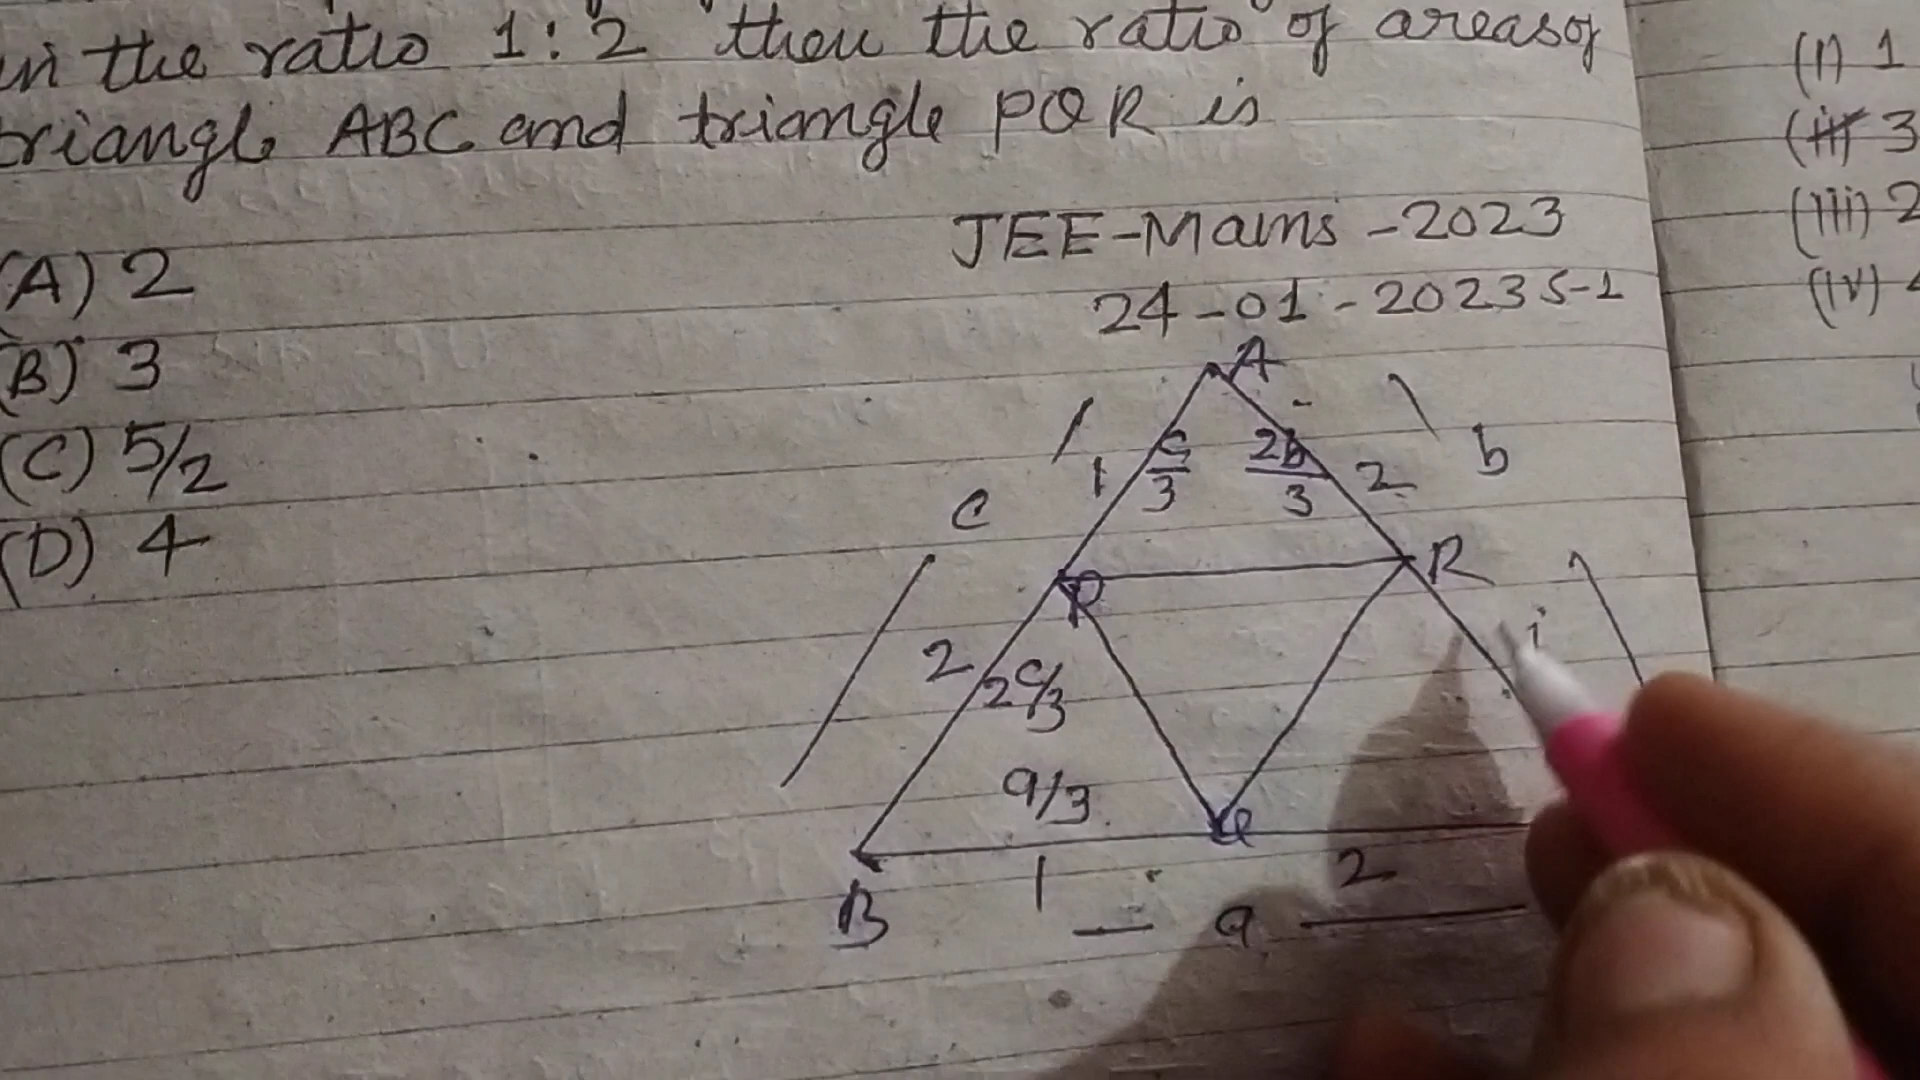 in the ratio 1:2 then the ratio of areas of
triangle ABC and triangle PQR is
JEE-Mains -2023
24-01-2023 S-1
(A) 2
(B) 3
(C) 5/2
(D) 4
A
1
c/3
2b/3
2
b
c
P
R
2
2c/3
1
a/3
Q
B
1
2
a
(i) 1
(ii) 3
(iii) 2
(iv)